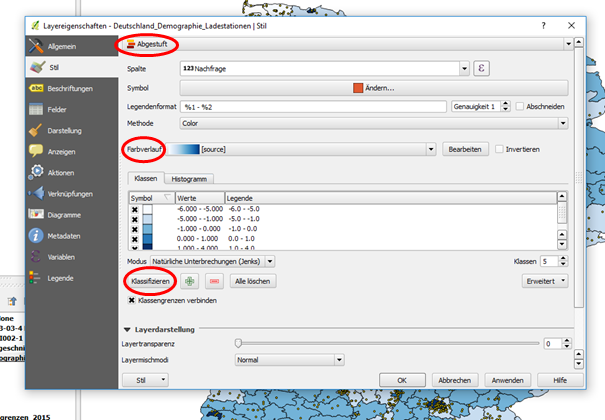 Layereigenschaften - Deutschland_Demographie_Ladestationen | Stil
?
Allgemein
Stil
abc Beschriftungen
Felder
Darstellung
Anzeigen
Aktionen
Verknüpfungen
Diagramme
Metadaten
Variablen
Legende
Abgestuft
Spalte 123 Nachfrage ε
Symbol Ändern...
Legendenformat %1 - %2 Genauigkeit 1 Abschneiden
Methode Color
Farbverlauf [source] Bearbeiten Invertieren
Klassen Histogramm
Symbol Werte Legende
-6.000 - -5.000 -6.0 - -5.0
-5.000 - -1.000 -5.0 - -1.0
-1.000 - 0.000 -1.0 - 0.0
0.000 - 1.000 0.0 - 1.0
1.000 - 4.000 1.0 - 4.0
Modus Natürliche Unterbrechungen (Jenks) Klassen 5
Klassifizieren Alle löschen Erweitert
Klassengrenzen verbinden
Layerdarstellung
Layertransparenz 0
Layermischmodi Normal
Stil OK Abbrechen Anwenden Hilfe
lone
3-03-4
I002-1
geschni
ographi
grenzen 2015